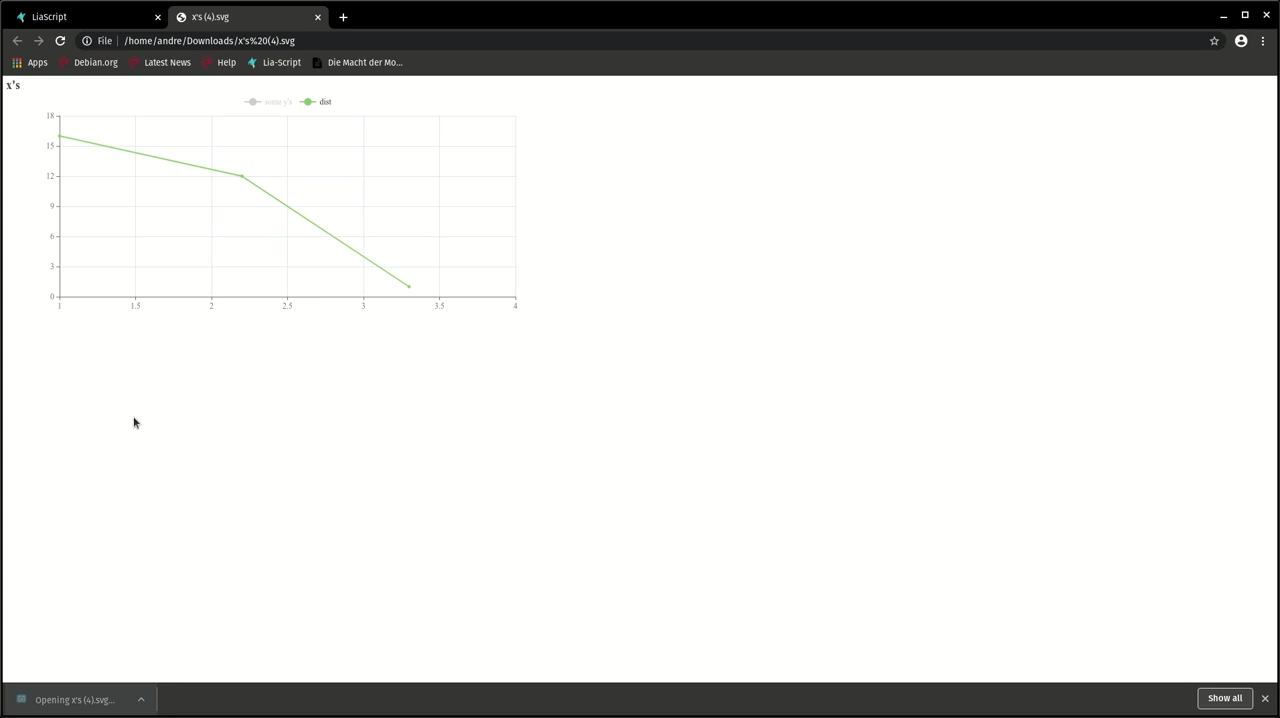 LiaScript
x's (4).svg
File
/home/andre/Downloads/x's%20(4).svg
Apps
Debian.org
Latest News
Help
Lia-Script
Die Macht der Mo...
x's
some y's
dist
18
15
12
9
6
3
0
1
1.5
2
2.5
3
3.5
4
Opening x's (4).svg...
Show all